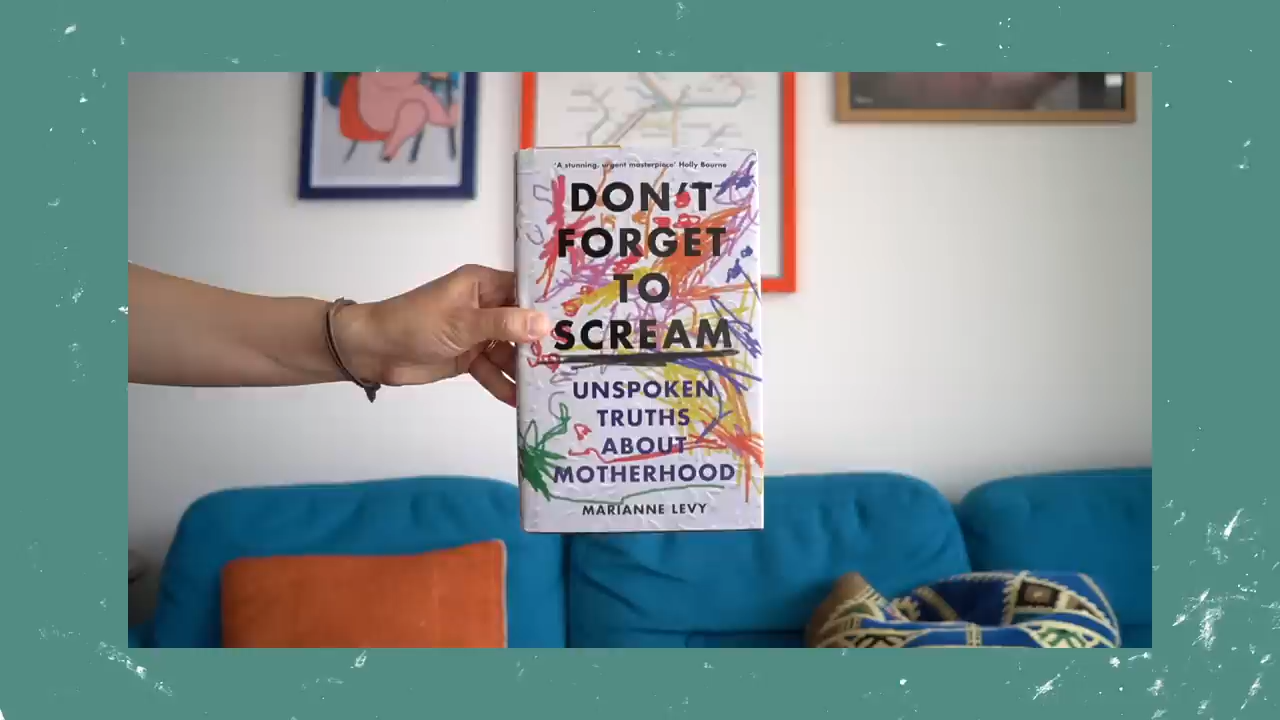 'A stunning, urgent masterpiece' Holly Bourne
DON'T
FORGET
TO
SCREAM
UNSPOKEN
TRUTHS
ABOUT
MOTHERHOOD
MARIANNE LEVY